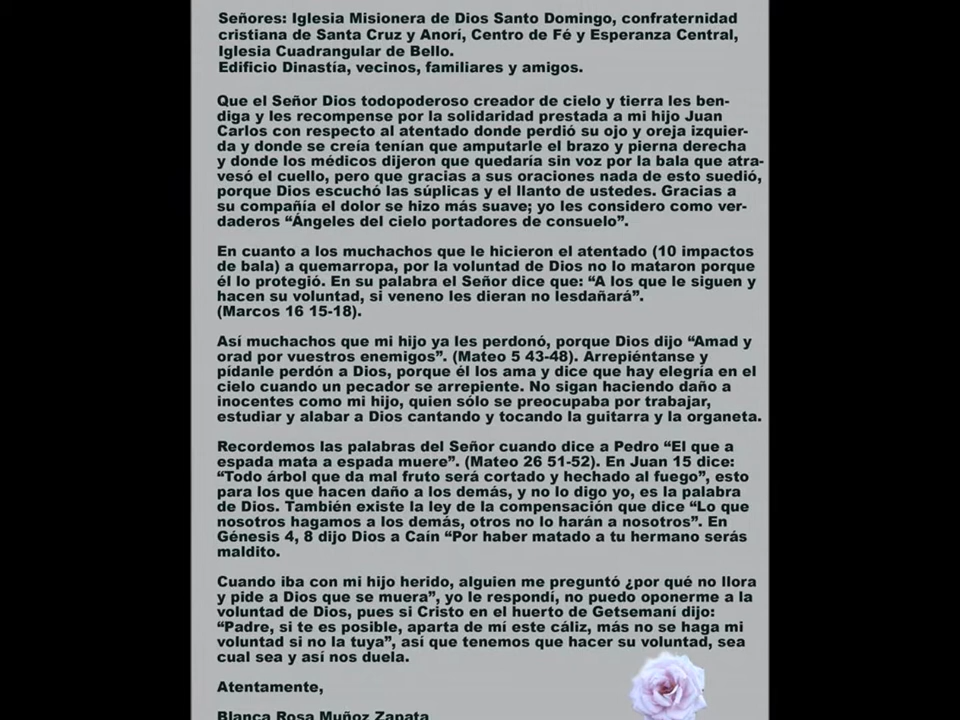 Señores: Iglesia Misionera de Dios Santo Domingo, confraternidad
cristiana de Santa Cruz y Anorí, Centro de Fé y Esperanza Central,
Iglesia Cuadrangular de Bello.
Edificio Dinastía, vecinos, familiares y amigos.
Que el Señor Dios todopoderoso creador de cielo y tierra les ben-
diga y les recompense por la solidaridad prestada a mi hijo Juan
Carlos con respecto al atentado donde perdió su ojo y oreja izquier-
da y donde se creía tenían que amputarle el brazo y pierna derecha
y donde los médicos dijeron que quedaría sin voz por la bala que atra-
vesó el cuello, pero que gracias a sus oraciones nada de esto suedió,
porque Dios escuchó las súplicas y el llanto de ustedes. Gracias a
su compañía el dolor se hizo más suave; yo les considero como ver-
daderos “Ángeles del cielo portadores de consuelo”.
En cuanto a los muchachos que le hicieron el atentado (10 impactos
de bala) a quemarropa, por la voluntad de Dios no lo mataron porque
él lo protegió. En su palabra el Señor dice que: “A los que le siguen y
hacen su voluntad, si veneno les dieran no lesdañará”.
(Marcos 16 15-18).
Así muchachos que mi hijo ya les perdonó, porque Dios dijo “Amad y
orad por vuestros enemigos”. (Mateo 5 43-48). Arrepiéntanse y
pídanle perdón a Dios, porque él los ama y dice que hay elegría en el
cielo cuando un pecador se arrepiente. No sigan haciendo daño a
inocentes como mi hijo, quien sólo se preocupaba por trabajar,
estudiar y alabar a Dios cantando y tocando la guitarra y la organeta.
Recordemos las palabras del Señor cuando dice a Pedro “El que a
espada mata a espada muere”. (Mateo 26 51-52). En Juan 15 dice:
“Todo árbol que da mal fruto será cortado y hechado al fuego”, esto
para los que hacen daño a los demás, y no lo digo yo, es la palabra
de Dios. También existe la ley de la compensación que dice “Lo que
nosotros hagamos a los demás, otros no lo harán a nosotros”. En
Génesis 4, 8 dijo Dios a Caín “Por haber matado a tu hermano serás
maldito.
Cuando iba con mi hijo herido, alguien me preguntó ¿por qué no llora
y pide a Dios que se muera”, yo le respondí, no puedo oponerme a la
voluntad de Dios, pues si Cristo en el huerto de Getsemaní dijo:
“Padre, si te es posible, aparta de mí este cáliz, más no se haga mi
voluntad si no la tuya”, así que tenemos que hacer su voluntad, sea
cual sea y así nos duela.
Atentamente,
Blanca Rosa Muñoz Zapata